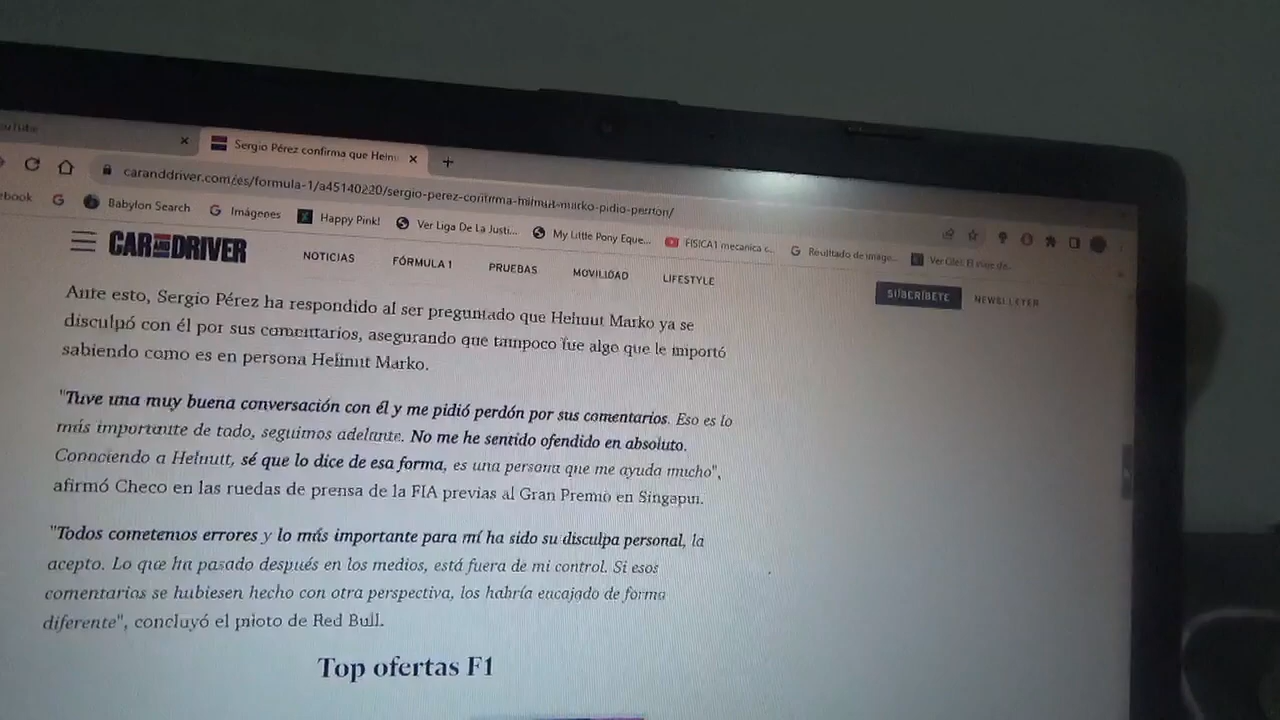 Sergio Pérez confirma que Helm
caranddriver.com/es/formula-1/a45140220/sergio-perez-confirma-helmut-marko-pidio-perdon/
ebook
Babylon Search
Imágenes
Happy Pink!
Ver Liga De La Justi...
My Little Pony Eque...
FISICA1 mecanica c...
Resultado de image...
CAR AND DRIVER
NOTICIAS
FÓRMULA 1
PRUEBAS
MOVILIDAD
LIFESTYLE
SUBCRÍBETE
NEWSLETTER
Ante esto, Sergio Pérez ha respondido al ser preguntado que Helmut Marko ya se
disculpó con él por sus comentarios, asegurando que tampoco fue algo que le importó
sabiendo como es en persona Helmut Marko.
"Tuve una muy buena conversación con él y me pidió perdón por sus comentarios. Eso es lo
más importante de todo, seguimos adelante. No me he sentido ofendido en absoluto.
Conociendo a Helmutt, sé que lo dice de esa forma, es una persona que me ayuda mucho",
afirmó Checo en las ruedas de prensa de la FIA previas al Gran Premio en Singapur.
"Todos cometemos errores y lo más importante para mí ha sido su disculpa personal, la
acepto. Lo que ha pasado después en los medios, está fuera de mi control. Si esos
comentarios se hubiesen hecho con otra perspectiva, los habría encajado de forma
diferente", concluyó el piloto de Red Bull.
Top ofertas F1